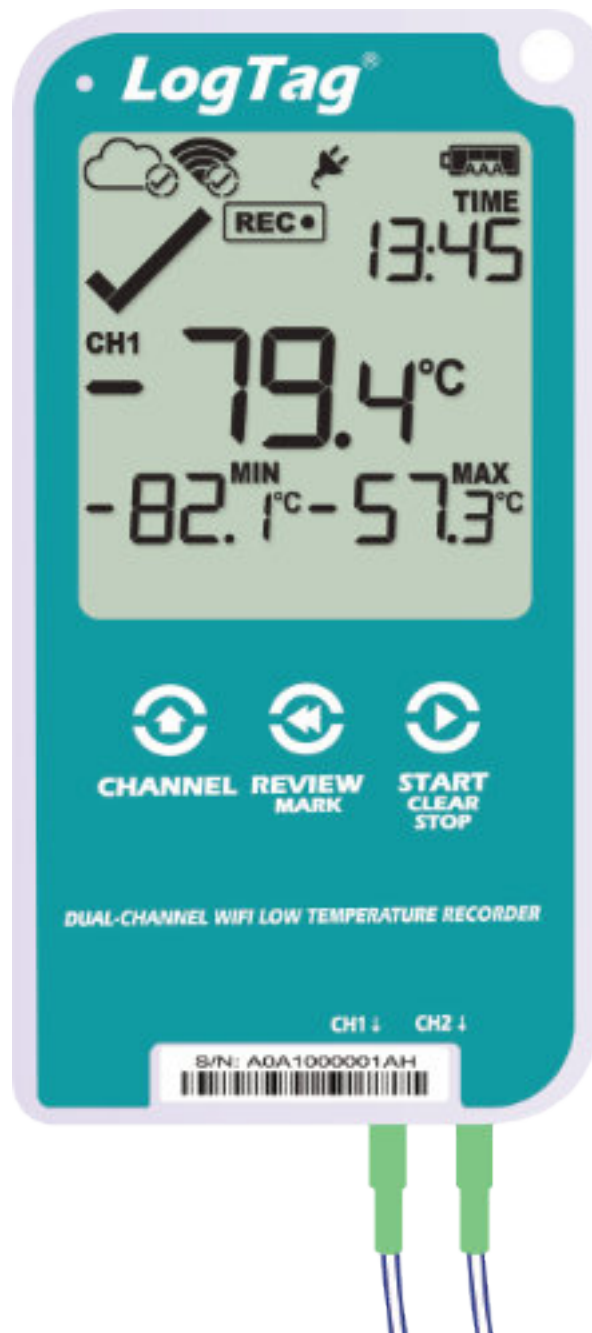 LogTag®
AAA
TIME
REC
13:45
CH1
-79.4°C
MIN MAX
-82.1°C -57.3°C
CHANNEL REVIEW START
MARK CLEAR
STOP
DUAL-CHANNEL WIFI LOW TEMPERATURE RECORDER
CH1↓ CH2↓
S/N: A0A1000001AH